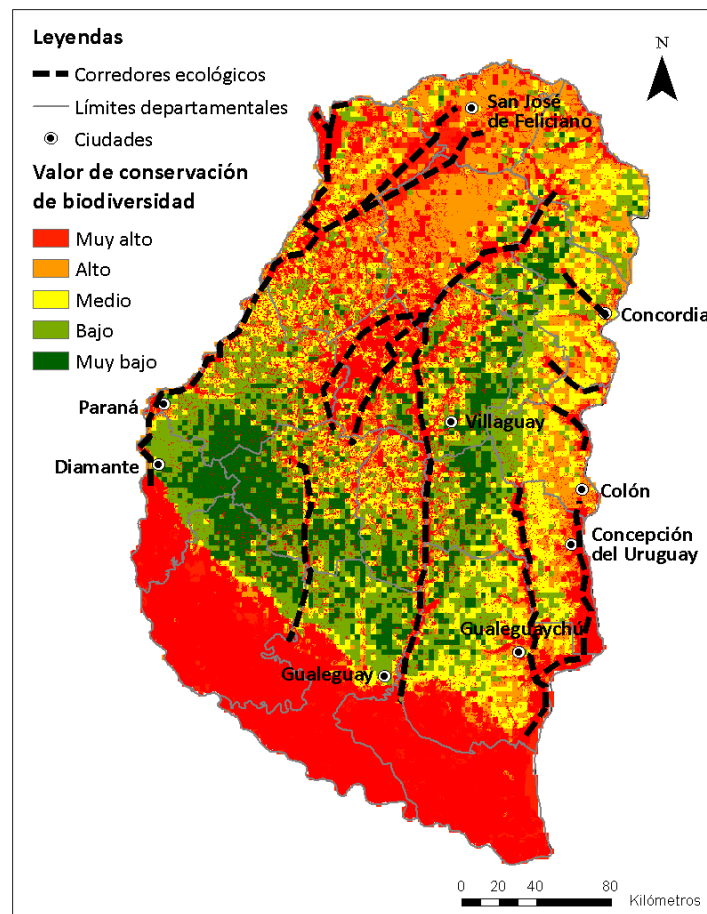 Leyendas
Corredores ecológicos
Límites departamentales
Ciudades
Valor de conservación
de biodiversidad
Muy alto
Alto
Medio
Bajo
Muy bajo
N
San José
de Feliciano
Concordia
Paraná
Villaguay
Diamante
Colón
Concepción
del Uruguay
Gualeguaychú
Gualeguay
0 20 40 80
Kilómetros